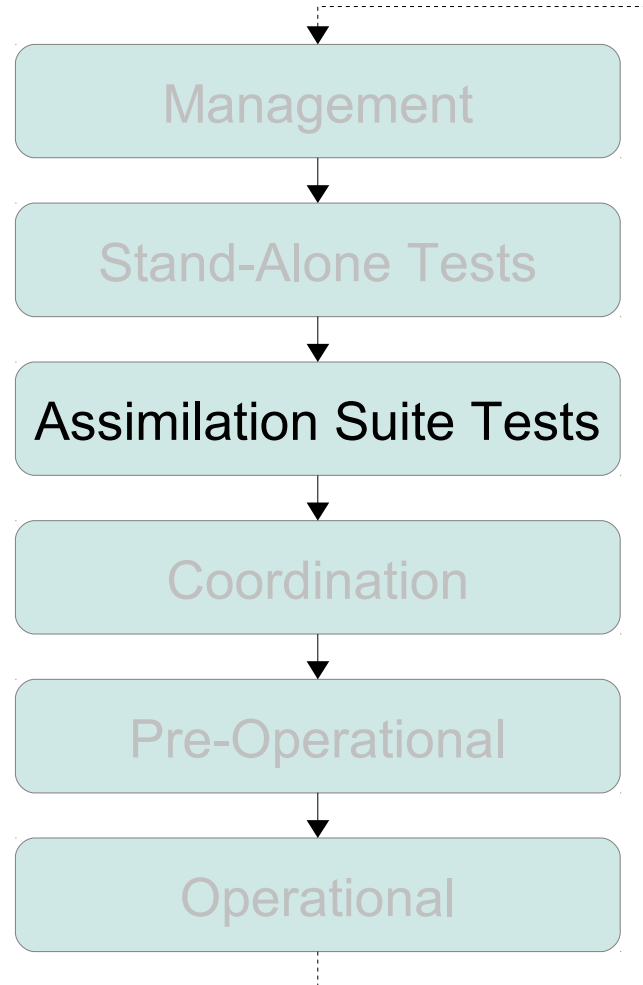 Management
Stand-Alone Tests
Assimilation Suite Tests
Coordination
Pre-Operational
Operational